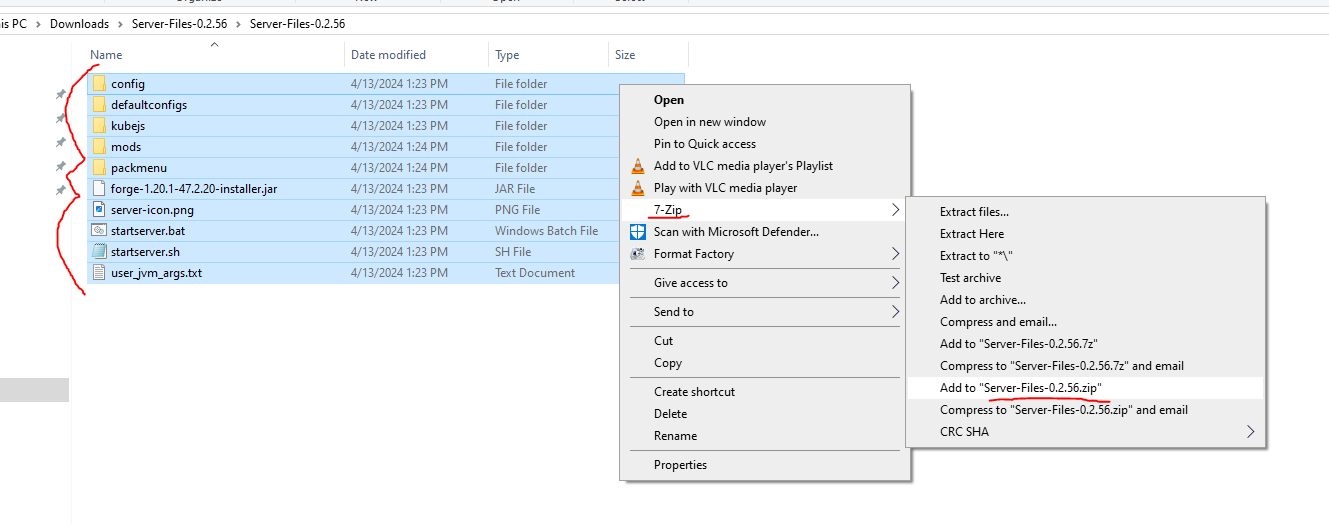 his PC > Downloads > Server-Files-0.2.56 > Server-Files-0.2.56
Name Date modified Type Size
config 4/13/2024 1:23 PM File folder
defaultconfigs 4/13/2024 1:23 PM File folder
kubejs 4/13/2024 1:23 PM File folder
mods 4/13/2024 1:24 PM File folder
packmenu 4/13/2024 1:24 PM File folder
forge-1.20.1-47.2.20-installer.jar 4/13/2024 1:23 PM JAR File
server-icon.png 4/13/2024 1:23 PM PNG File
startserver.bat 4/13/2024 1:23 PM Windows Batch File
startserver.sh 4/13/2024 1:23 PM SH File
user_jvm_args.txt 4/13/2024 1:23 PM Text Document
Open
Open in new window
Pin to Quick access
Add to VLC media player's Playlist
Play with VLC media player
7-Zip
Scan with Microsoft Defender...
Format Factory
Give access to
Send to
Cut
Copy
Create shortcut
Delete
Rename
Properties
Extract files...
Extract Here
Extract to "*\"
Test archive
Add to archive...
Compress and email...
Add to "Server-Files-0.2.56.7z"
Compress to "Server-Files-0.2.56.7z" and email
Add to "Server-Files-0.2.56.zip"
Compress to "Server-Files-0.2.56.zip" and email
CRC SHA